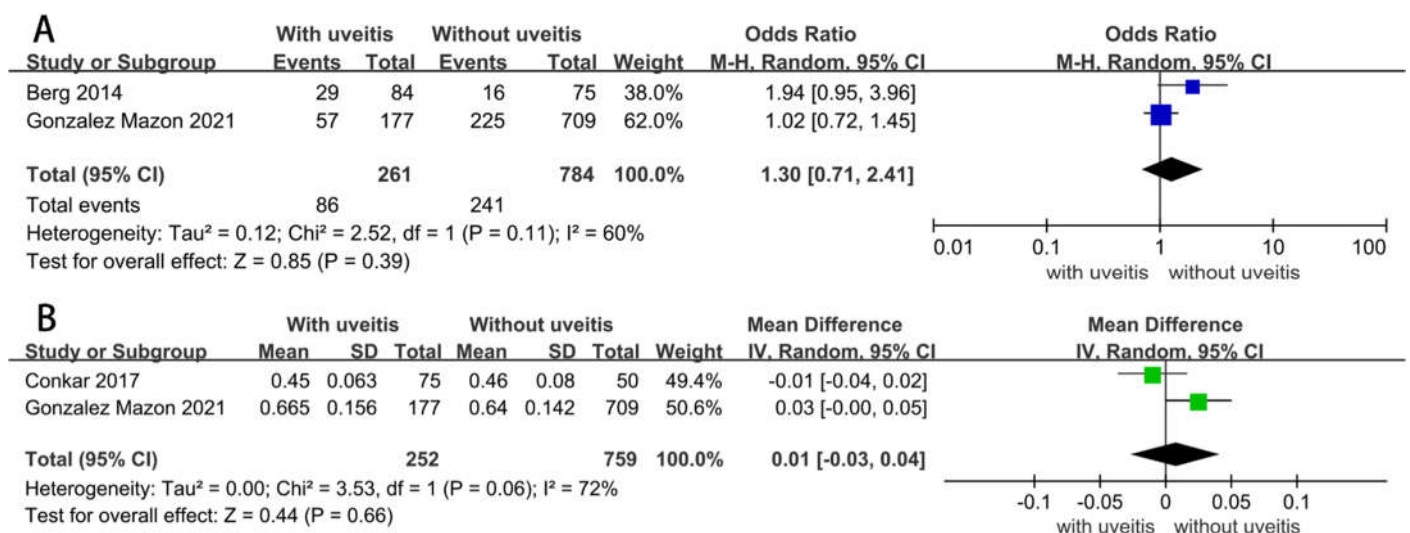 A
With uveitis Without uveitis Odds Ratio Odds Ratio
Study or Subgroup Events Total Events Total Weight M-H, Random, 95% CI M-H, Random, 95% CI
Berg 2014 29 84 16 75 38.0% 1.94 [0.95, 3.96]
Gonzalez Mazon 2021 57 177 225 709 62.0% 1.02 [0.72, 1.45]
Total (95% CI) 261 784 100.0% 1.30 [0.71, 2.41]
Total events 86 241
Heterogeneity: Tau² = 0.12; Chi² = 2.52, df = 1 (P = 0.11); I² = 60%
Test for overall effect: Z = 0.85 (P = 0.39)
0.01 0.1 1 10 100
with uveitis without uveitis
B
With uveitis Without uveitis Mean Difference Mean Difference
Study or Subgroup Mean SD Total Mean SD Total Weight IV, Random, 95% CI IV, Random, 95% CI
Conkar 2017 0.45 0.063 75 0.46 0.08 50 49.4% -0.01 [-0.04, 0.02]
Gonzalez Mazon 2021 0.665 0.156 177 0.64 0.142 709 50.6% 0.03 [-0.00, 0.05]
Total (95% CI) 252 759 100.0% 0.01 [-0.03, 0.04]
Heterogeneity: Tau² = 0.00; Chi² = 3.53, df = 1 (P = 0.06); I² = 72%
Test for overall effect: Z = 0.44 (P = 0.66)
-0.1 -0.05 0 0.05 0.1
with uveitis without uveitis